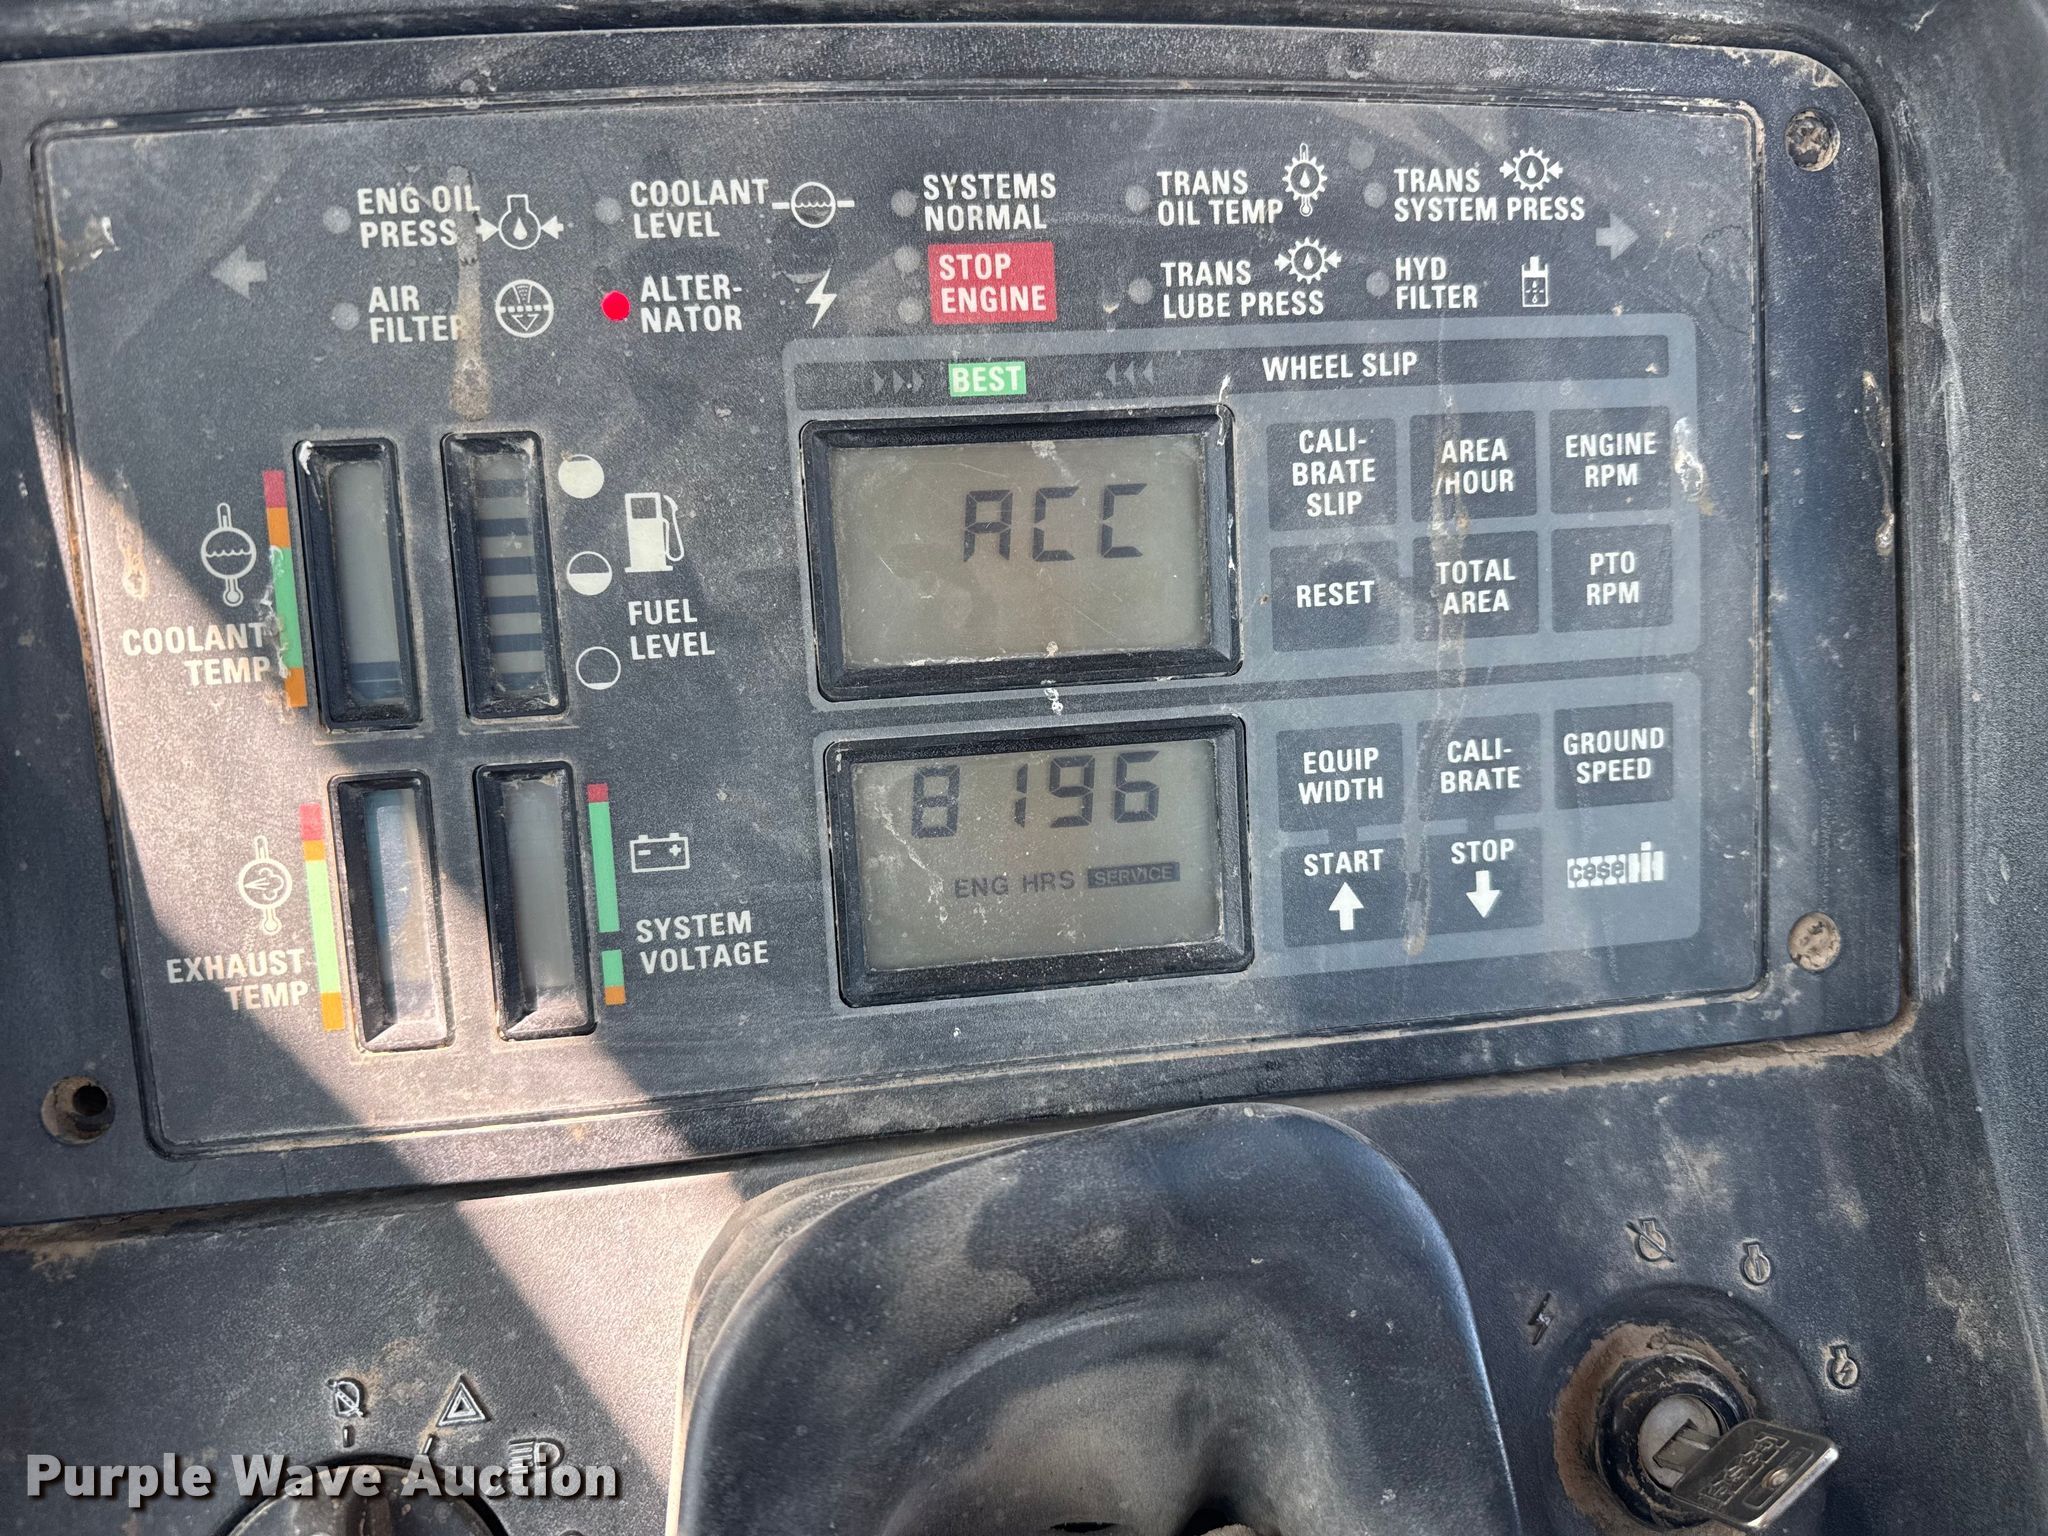 ENG OIL
PRESS
COOLANT
LEVEL
SYSTEMS
NORMAL
TRANS
OIL TEMP
TRANS
SYSTEM PRESS
AIR
FILTER
ALTER-
NATOR
STOP
ENGINE
TRANS
LUBE PRESS
HYD
FILTER
BEST
WHEEL SLIP
ACC
CALI-
BRATE
SLIP
AREA
/HOUR
ENGINE
RPM
RESET
TOTAL
AREA
PTO
RPM
COOLANT
TEMP
FUEL
LEVEL
8196
ENG HRS SERVICE
EQUIP
WIDTH
CALI-
BRATE
GROUND
SPEED
START
STOP
case IH
EXHAUST
TEMP
SYSTEM
VOLTAGE
Purple Wave Auction